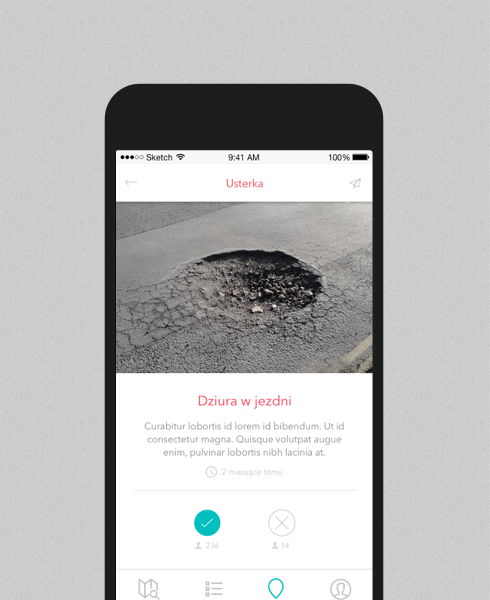 Sketch 9:41 AM 100%
Usterka
Dziura w jezdni
Curabitur lobortis id lorem id bibendum. Ut id
consectetur magna. Quisque volutpat augue
enim, pulvinar lobortis nibh lacinia at.
2 miesiące temu
236 14